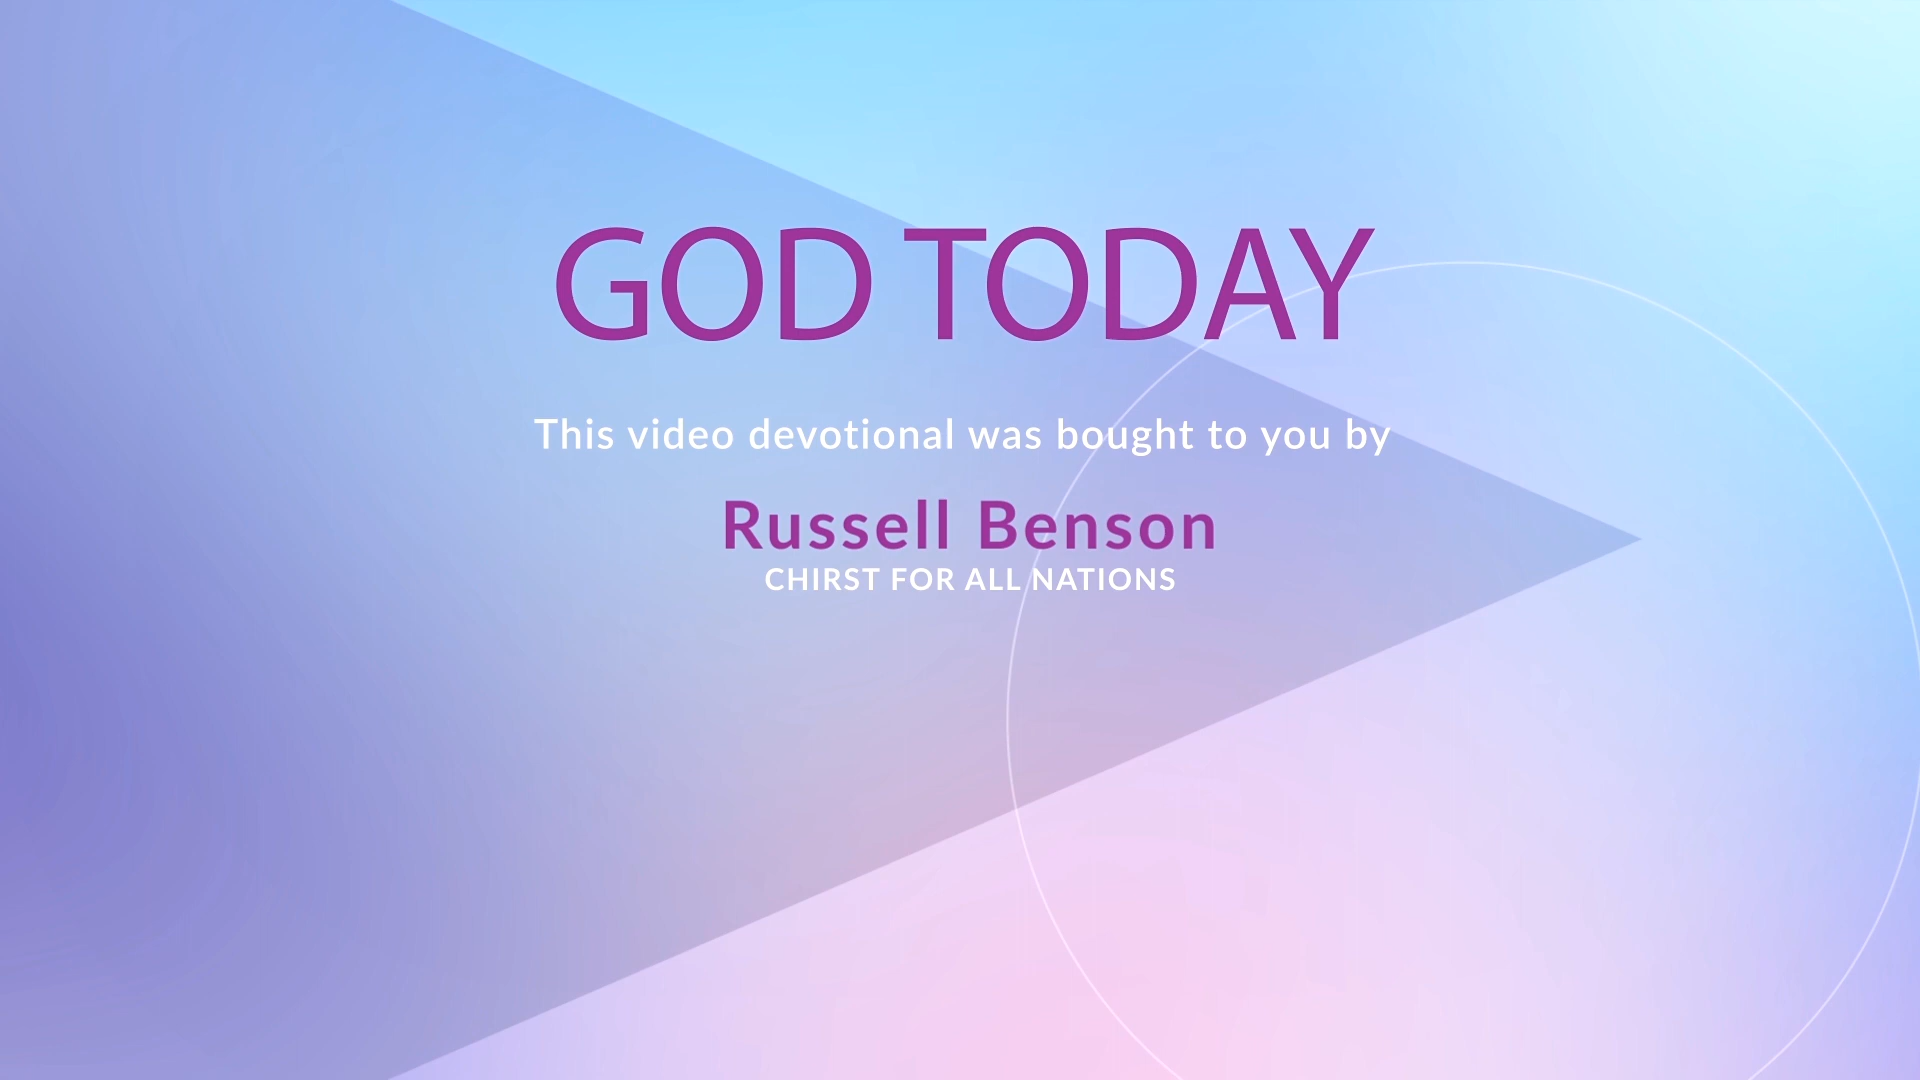 GOD TODAY
This video devotional was bought to you by
Russell Benson
CHIRST FOR ALL NATIONS